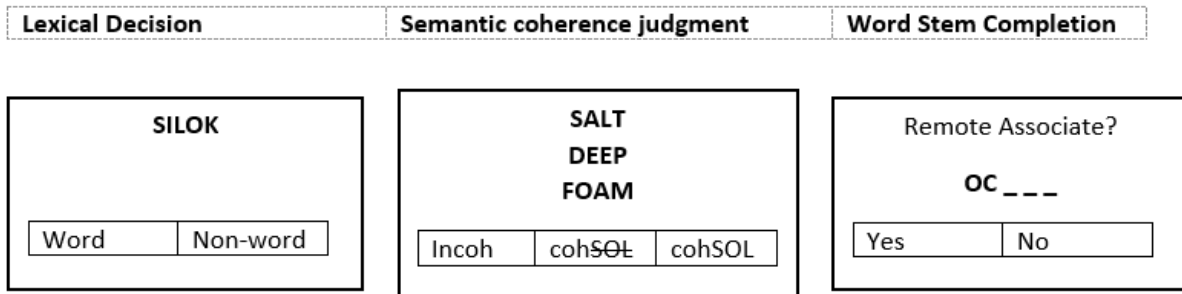 Lexical Decision Semantic coherence judgment Word Stem Completion
SILOK
Word Non-word
SALT
DEEP
FOAM
Incoh cohSOL cohSOL
Remote Associate?
OC _ _ _
Yes No